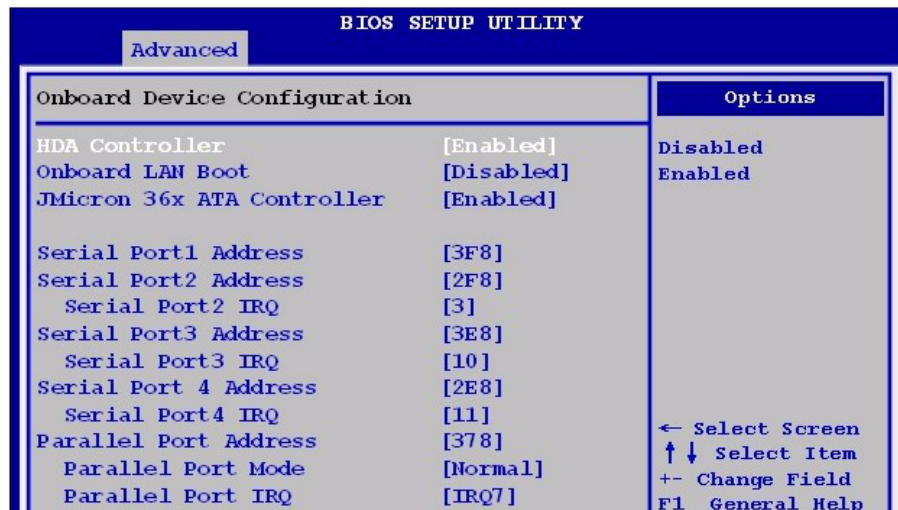 BIOS SETUP UTILITY
Advanced
Onboard Device Configuration
HDA Controller [Enabled]
Onboard LAN Boot [Disabled]
JMicron 36x ATA Controller [Enabled]
Serial Port1 Address [3F8]
Serial Port2 Address [2F8]
Serial Port2 IRQ [3]
Serial Port3 Address [3E8]
Serial Port3 IRQ [10]
Serial Port 4 Address [2E8]
Serial Port4 IRQ [11]
Parallel Port Address [378]
Parallel Port Mode [Normal]
Parallel Port IRQ [IRQ7]
Options
Disabled
Enabled
← Select Screen
↑↓ Select Item
+- Change Field
F1 General Help